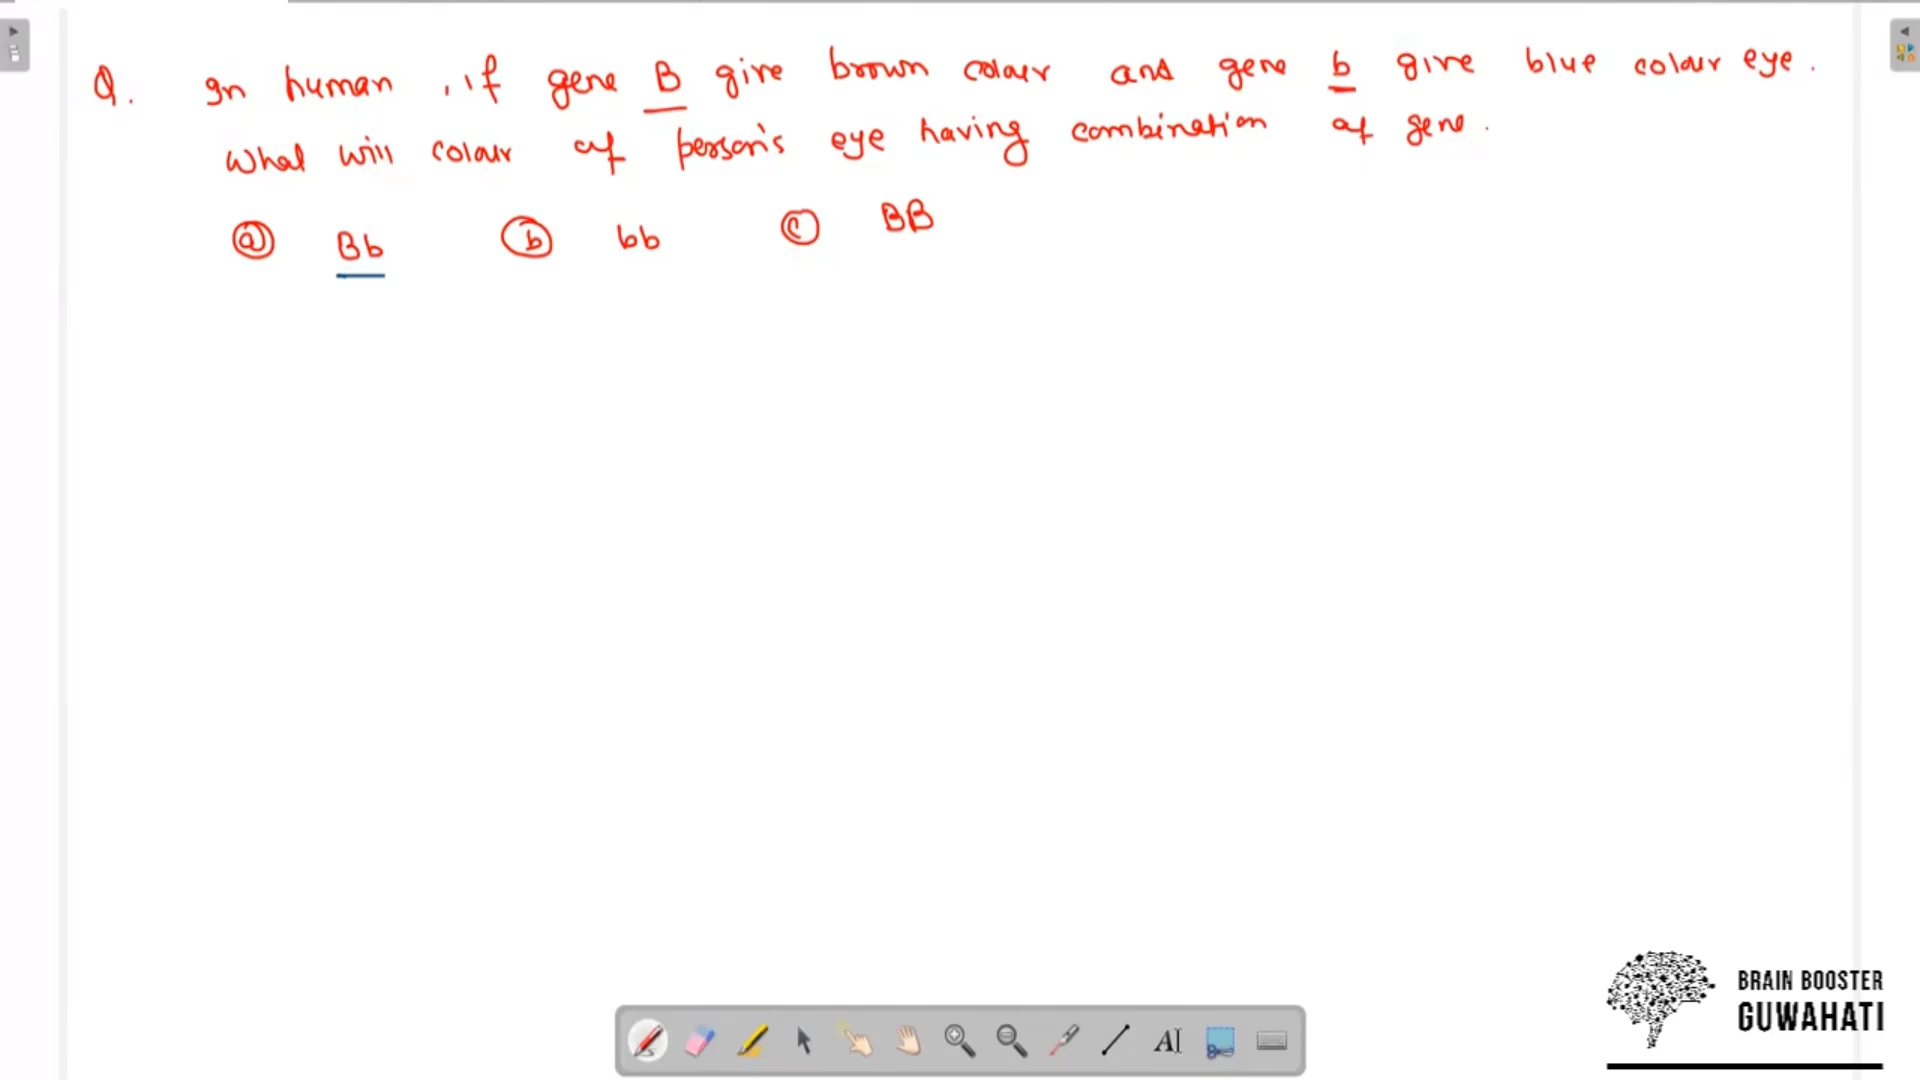 Q. In human, if gene B give brown colour and gene b give blue colour eye.
What will colour of person's eye having combination of gene.
(a) Bb (b) bb (c) BB
BRAIN BOOSTER
GUWAHATI
AI